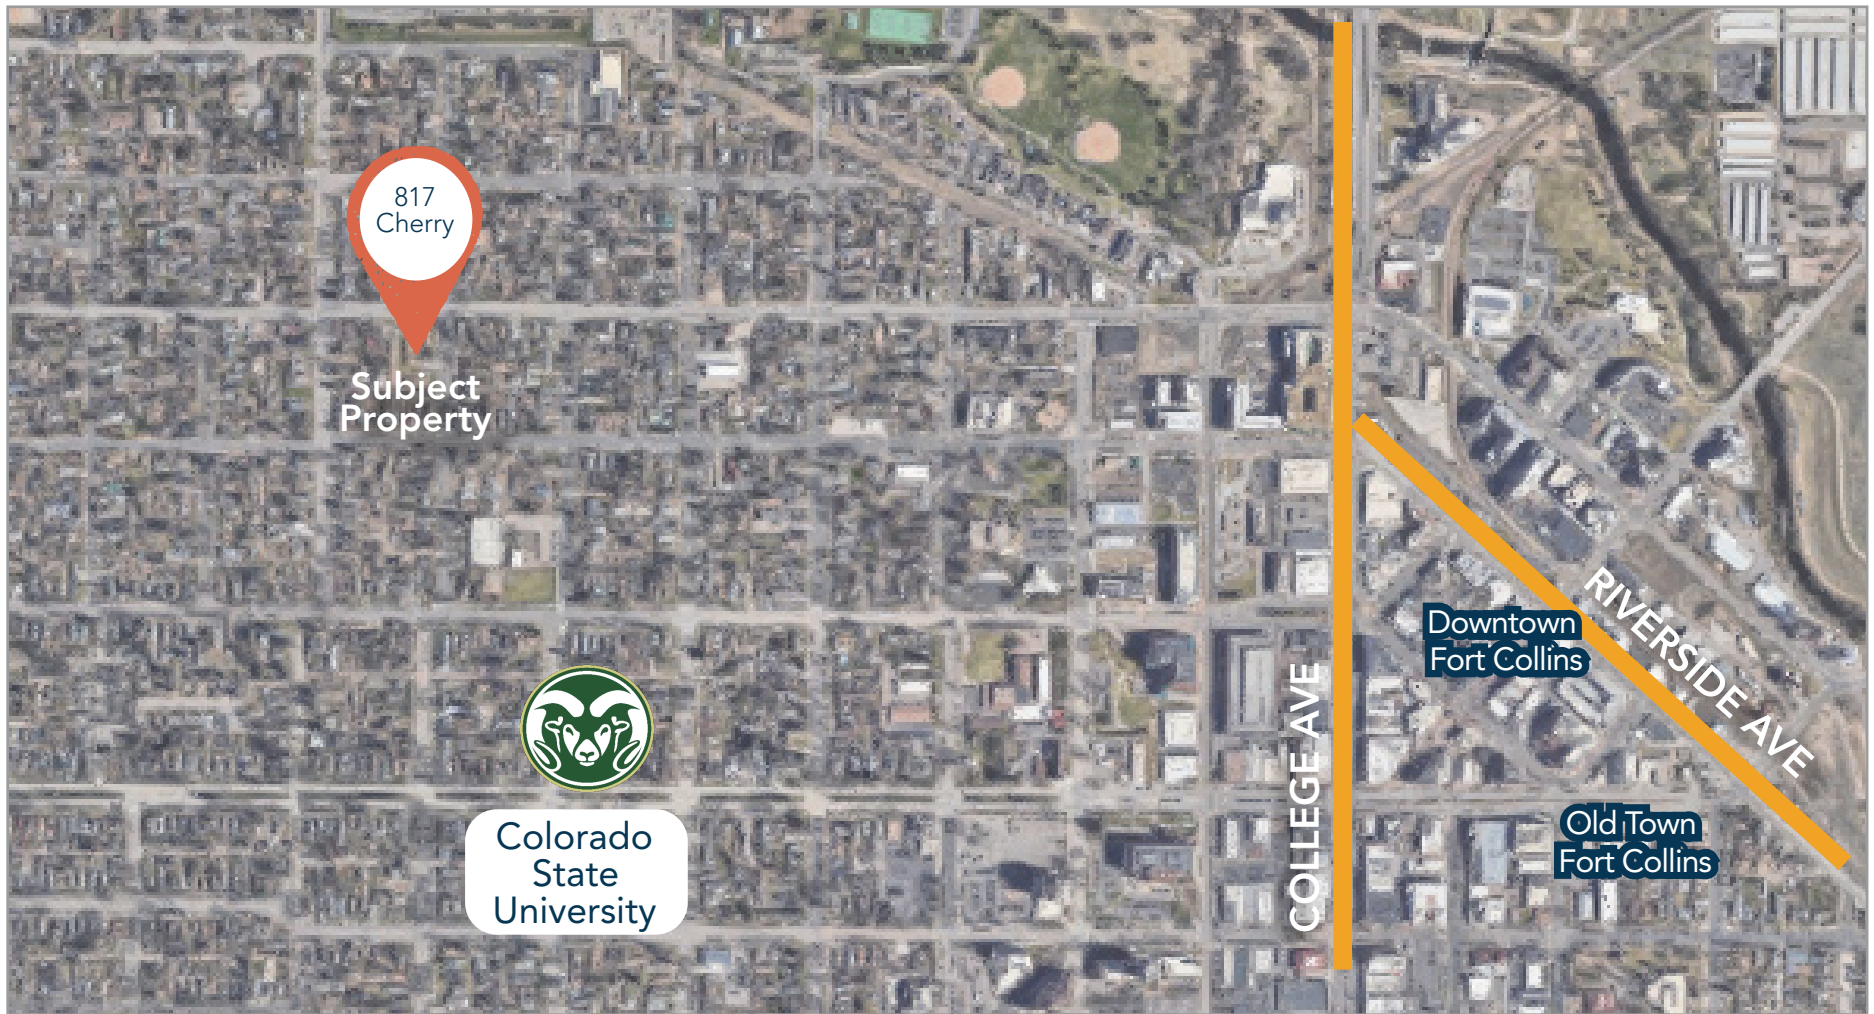 817
Cherry
Subject
Property
Colorado
State
University
COLLEGE AVE
RIVERSIDE AVE
Downtown
Fort Collins
Old Town
Fort Collins